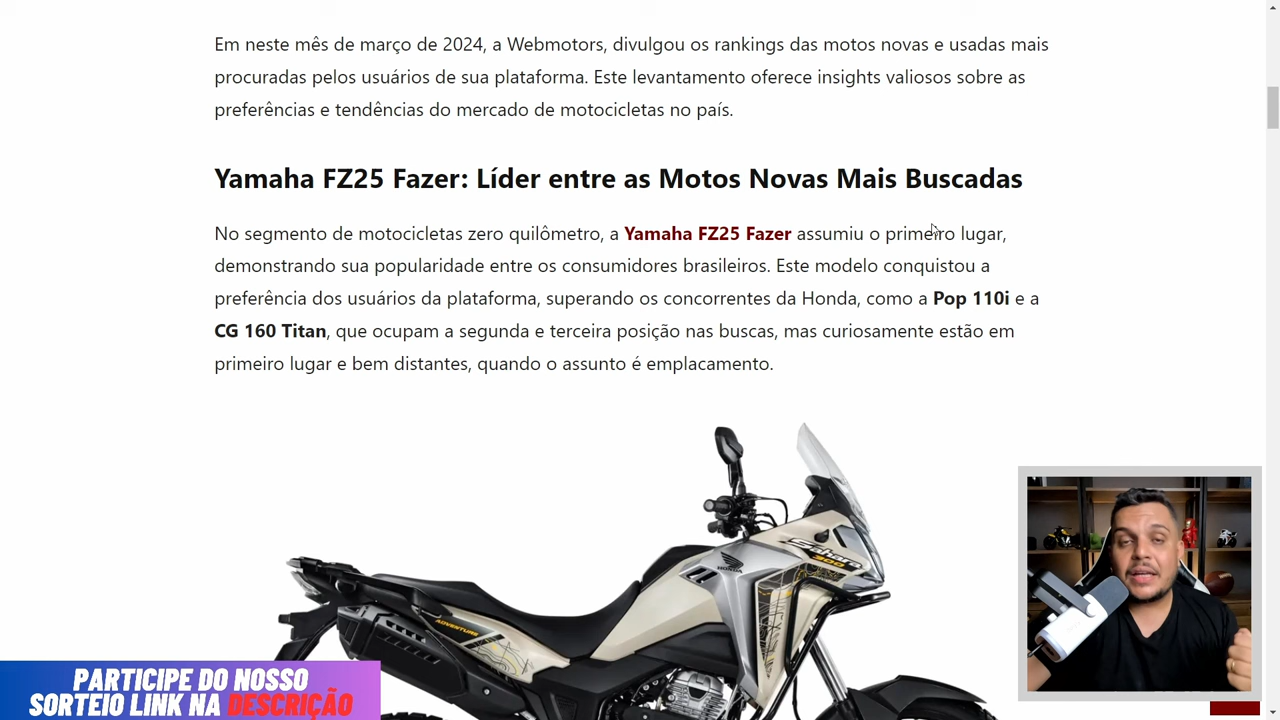 Em neste mês de março de 2024, a Webmotors, divulgou os rankings das motos novas e usadas mais
procuradas pelos usuários de sua plataforma. Este levantamento oferece insights valiosos sobre as
preferências e tendências do mercado de motocicletas no país.
Yamaha FZ25 Fazer: Líder entre as Motos Novas Mais Buscadas
No segmento de motocicletas zero quilômetro, a Yamaha FZ25 Fazer assumiu o primeiro lugar,
demonstrando sua popularidade entre os consumidores brasileiros. Este modelo conquistou a
preferência dos usuários da plataforma, superando os concorrentes da Honda, como a Pop 110i e a
CG 160 Titan, que ocupam a segunda e terceira posição nas buscas, mas curiosamente estão em
primeiro lugar e bem distantes, quando o assunto é emplacamento.
Sahara
300
HONDA
ADVENTURE
PARTICIPE DO NOSSO
SORTEIO LINK NA DESCRIÇÃO